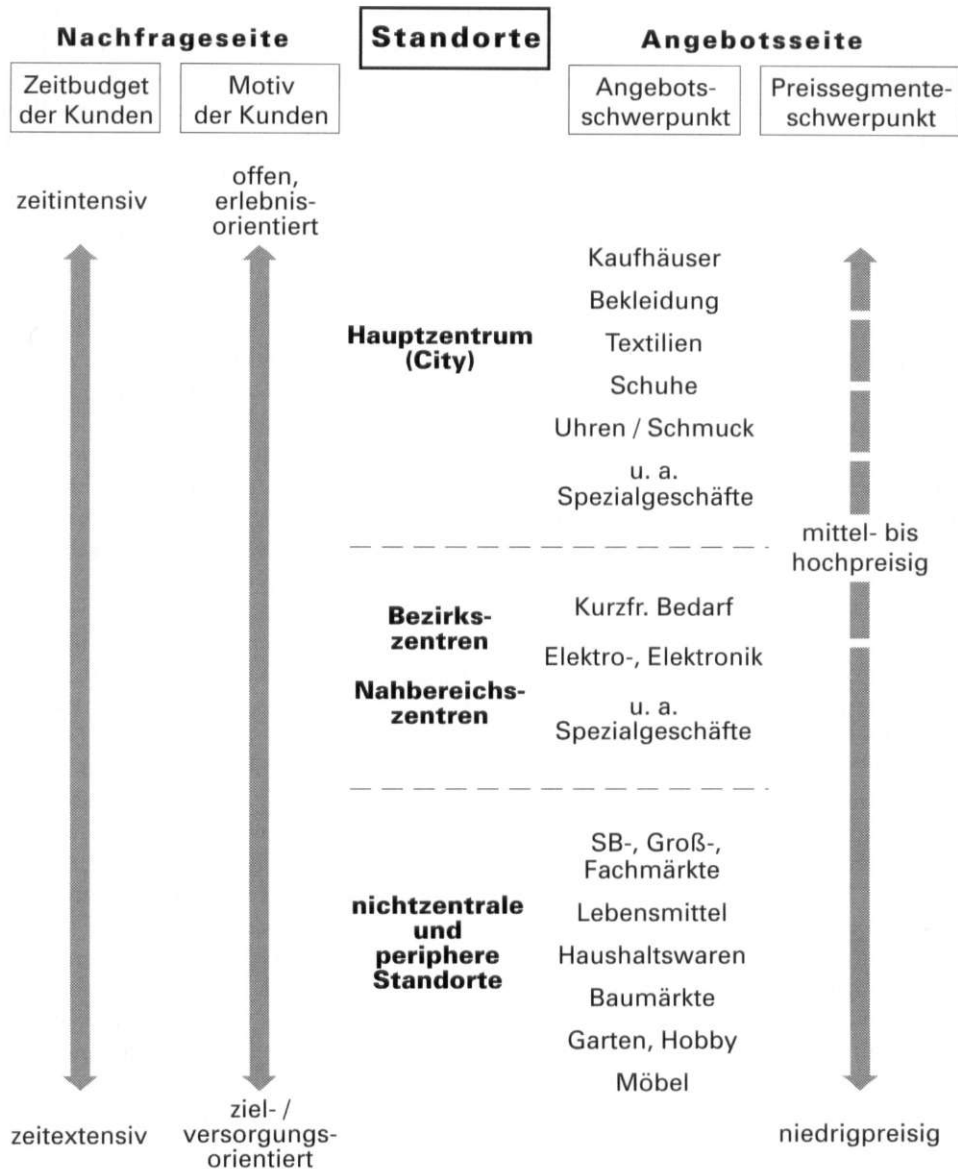 Nachfrageseite
Standorte
Angebotsseite
Zeitbudget
der Kunden
Motiv
der Kunden
Angebots-
schwerpunkt
Preissegmente-
schwerpunkt
zeitintensiv
offen,
erlebnis-
orientiert
Hauptzentrum
(City)
Kaufhäuser
Bekleidung
Textilien
Schuhe
Uhren / Schmuck
u. a.
Spezialgeschäfte
mittel- bis
hochpreisig
Bezirks-
zentren
Nahbereichs-
zentren
Kurzfr. Bedarf
Elektro-, Elektronik
u. a.
Spezialgeschäfte
nichtzentrale
und
periphere
Standorte
SB-, Groß-,
Fachmärkte
Lebensmittel
Haushaltswaren
Baumärkte
Garten, Hobby
Möbel
zeitextensiv
ziel- /
versorgungs-
orientiert
niedrigpreisig